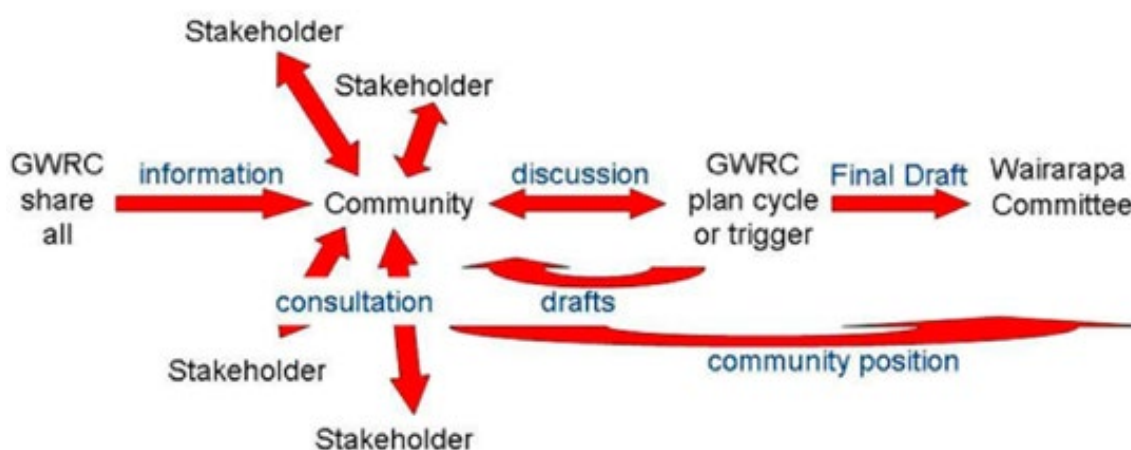 Stakeholder
Stakeholder
GWRC
share
all
information
Community
discussion
GWRC
plan cycle
or trigger
Final Draft
Wairarapa
Committee
consultation
drafts
Stakeholder
community position
Stakeholder